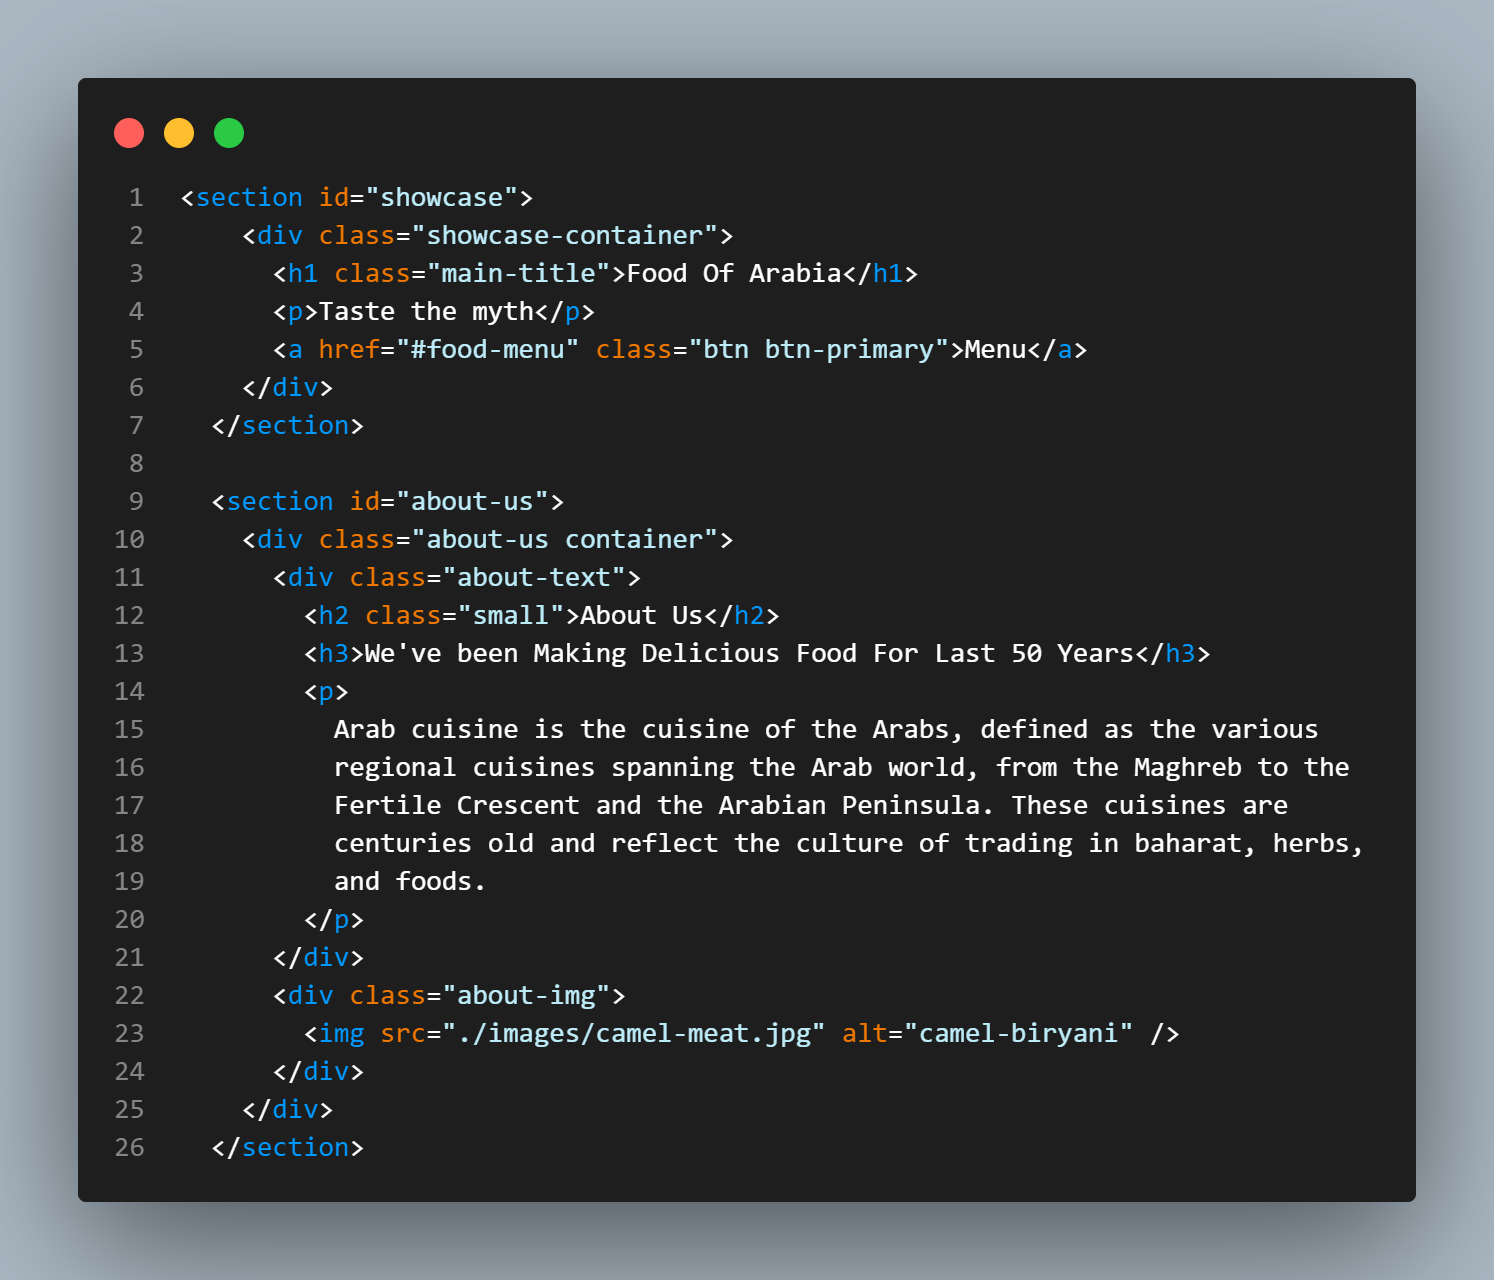 1 <section id="showcase">
2     <div class="showcase-container">
3       <h1 class="main-title">Food Of Arabia</h1>
4       <p>Taste the myth</p>
5       <a href="#food-menu" class="btn btn-primary">Menu</a>
6     </div>
7   </section>
8
9   <section id="about-us">
10     <div class="about-us container">
11       <div class="about-text">
12         <h2 class="small">About Us</h2>
13         <h3>We've been Making Delicious Food For Last 50 Years</h3>
14         <p>
15           Arab cuisine is the cuisine of the Arabs, defined as the various
16           regional cuisines spanning the Arab world, from the Maghreb to the
17           Fertile Crescent and the Arabian Peninsula. These cuisines are
18           centuries old and reflect the culture of trading in baharat, herbs,
19           and foods.
20         </p>
21       </div>
22       <div class="about-img">
23         <img src="./images/camel-meat.jpg" alt="camel-biryani" />
24       </div>
25     </div>
26   </section>